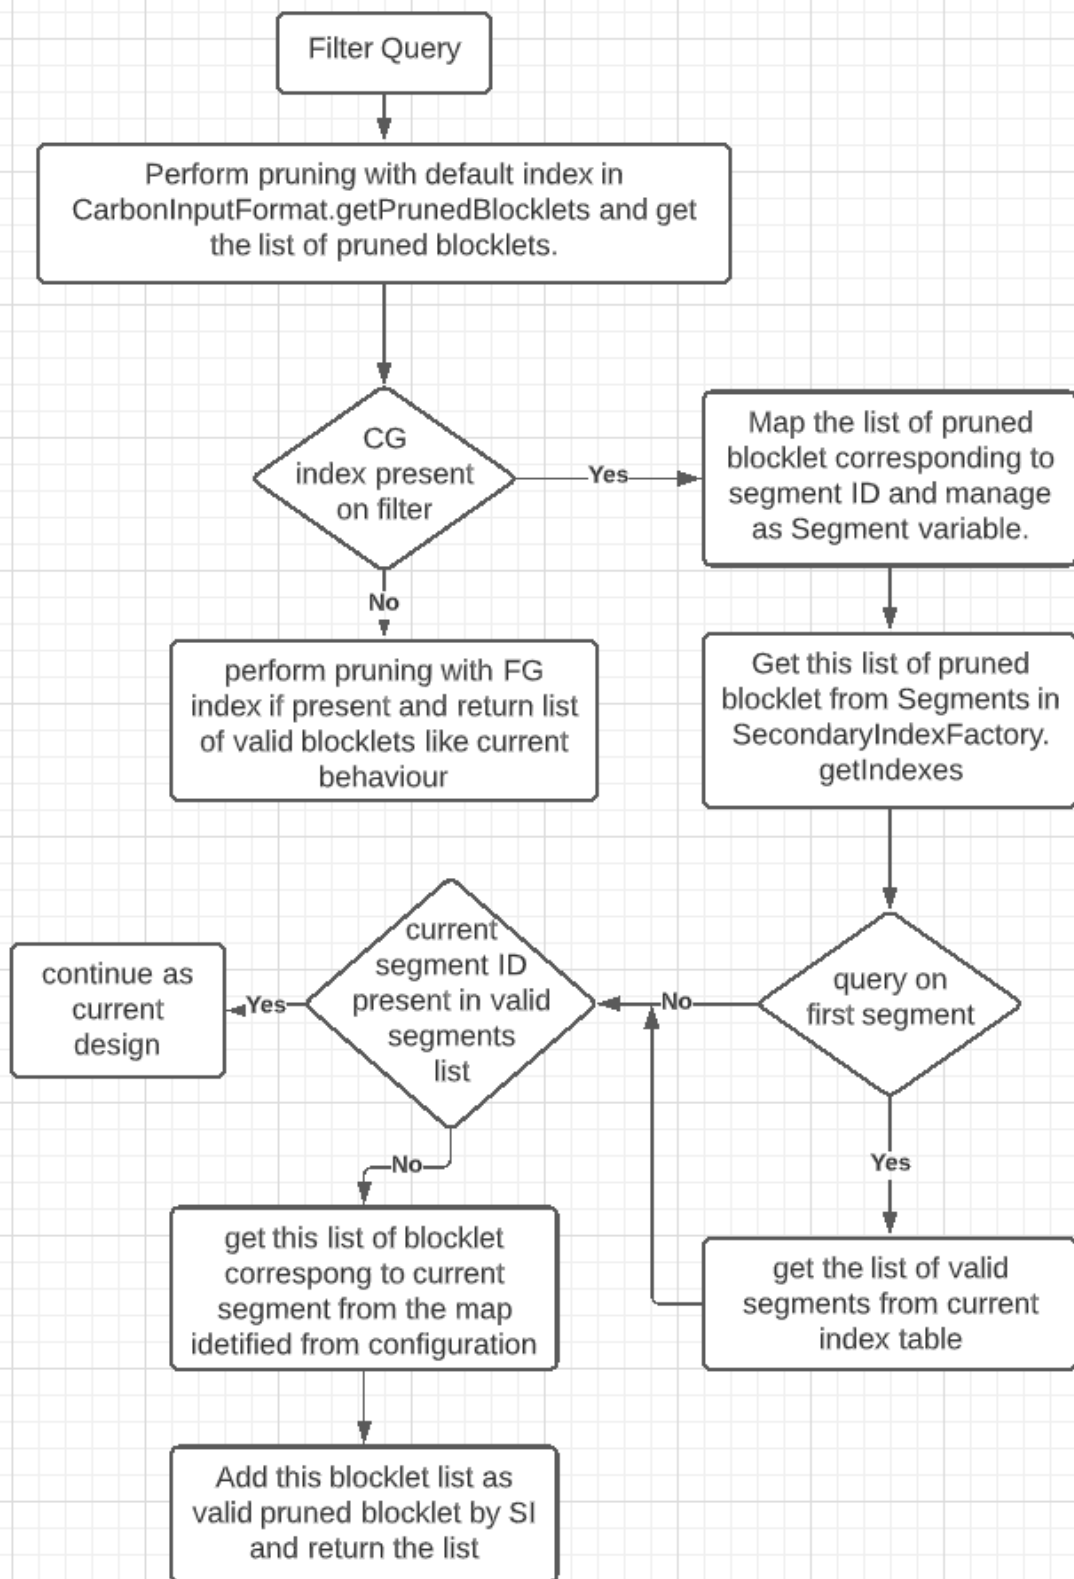 Filter Query
Perform pruning with default index in
CarbonInputFormat.getPrunedBlocklets and get
the list of pruned blocklets.
CG
index present
on filter
Yes
Map the list of pruned
blocklet corresponding to
segment ID and manage
as Segment variable.
No
perform pruning with FG
index if present and return list
of valid blocklets like current
behaviour
Get this list of pruned
blocklet from Segments in
SecondaryIndexFactory.
getIndexes
query on
first segment
No
current
segment ID
present in valid
segments
list
Yes
continue as
current
design
Yes
get the list of valid
segments from current
index table
No
get this list of blocklet
correspong to current
segment from the map
idetified from configuration
Add this blocklet list as
valid pruned blocklet by SI
and return the list